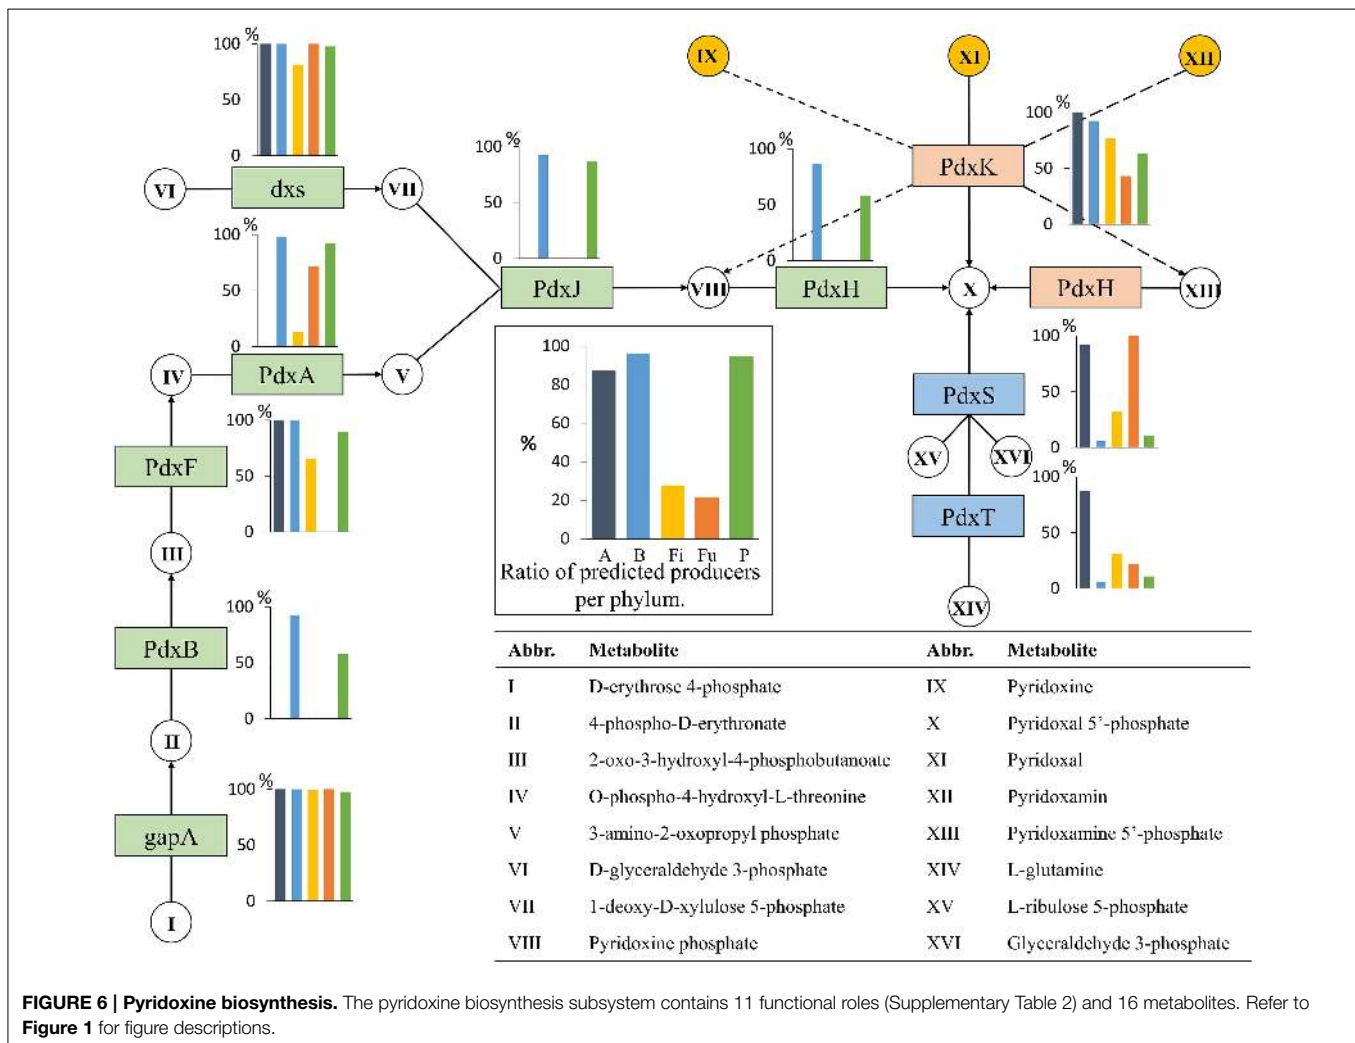 100 %
50
0
VI
dxs
VII
100
50
0
IV
PdxA
V
100 %
50
0
PdxJ
100 %
50
0
VIII
PdxH
IX
XI
XII
PdxK
100 %
50
0
X
PdxH
XIII
100 %
50
0
PdxF
III
100 %
50
0
PdxB
II
100 %
50
0
gapA
I
100
80
60
%
40
20
0
A B Fi Fu P
Ratio of predicted producers
per phylum.
100 %
50
0
PdxS
XV
XVI
100 %
50
0
PdxT
XIV
Abbr. Metabolite Abbr. Metabolite
I D-erythrose 4-phosphate IX Pyridoxine
II 4-phospho-D-erythronate X Pyridoxal 5'-phosphate
III 2-oxo-3-hydroxyl-4-phosphobutanoate XI Pyridoxal
IV O-phospho-4-hydroxyl-L-threonine XII Pyridoxamin
V 3-amino-2-oxopropyl phosphate XIII Pyridoxamine 5'-phosphate
VI D-glyceraldehyde 3-phosphate XIV L-glutamine
VII 1-deoxy-D-xylulose 5-phosphate XV L-ribulose 5-phosphate
VIII Pyridoxine phosphate XVI Glyceraldehyde 3-phosphate
FIGURE 6 | Pyridoxine biosynthesis. The pyridoxine biosynthesis subsystem contains 11 functional roles (Supplementary Table 2) and 16 metabolites. Refer to
Figure 1 for figure descriptions.